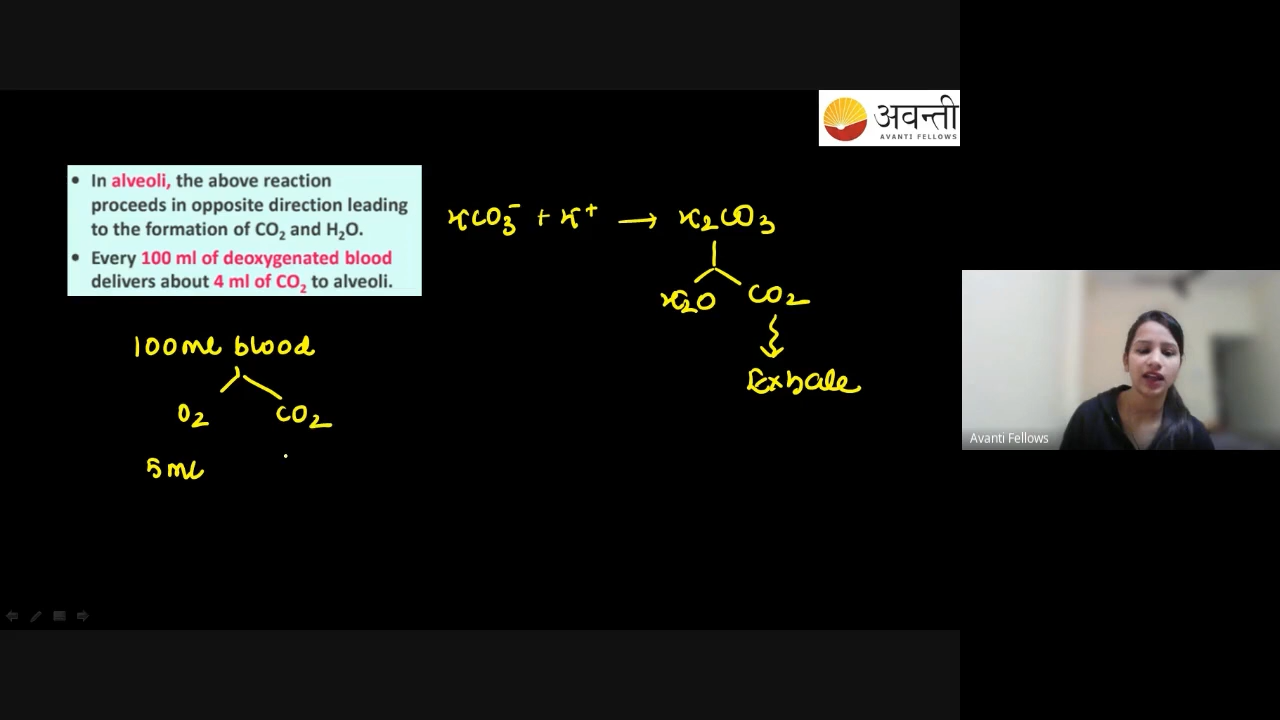 अवन्ती
AVANTI FELLOWS
• In alveoli, the above reaction
proceeds in opposite direction leading
to the formation of CO₂ and H₂O.
• Every 100 ml of deoxygenated blood
delivers about 4 ml of CO₂ to alveoli.
HCO₃⁻ + H⁺ → H₂CO₃
H₂O CO₂
Exhale
100ml blood
O₂ CO₂
5ml
Avanti Fellows